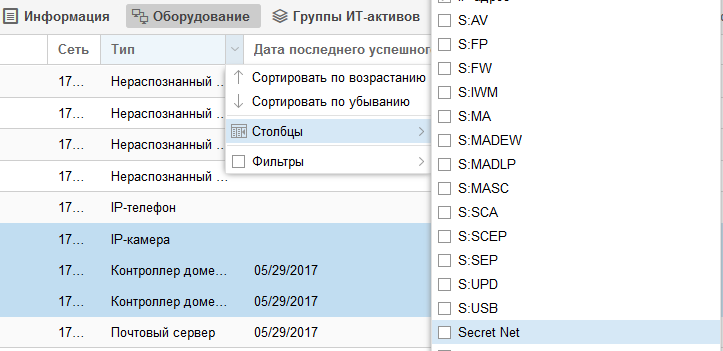 Информация Оборудование Группы ИТ-активов
Сеть Тип Дата последнего успешного
17... Нераспознанный ...
17... Нераспознанный ...
17... Нераспознанный ...
17... Нераспознанный ...
17... IP-телефон
17... IP-камера
17... Контроллер доме... 05/29/2017
17... Контроллер доме... 05/29/2017
17... Почтовый сервер 05/29/2017
Сортировать по возрастанию
Сортировать по убыванию
Столбцы
Фильтры
S:AV
S:FP
S:FW
S:IWM
S:MA
S:MADEW
S:MADLP
S:MASC
S:SCA
S:SCEP
S:SEP
S:UPD
S:USB
Secret Net